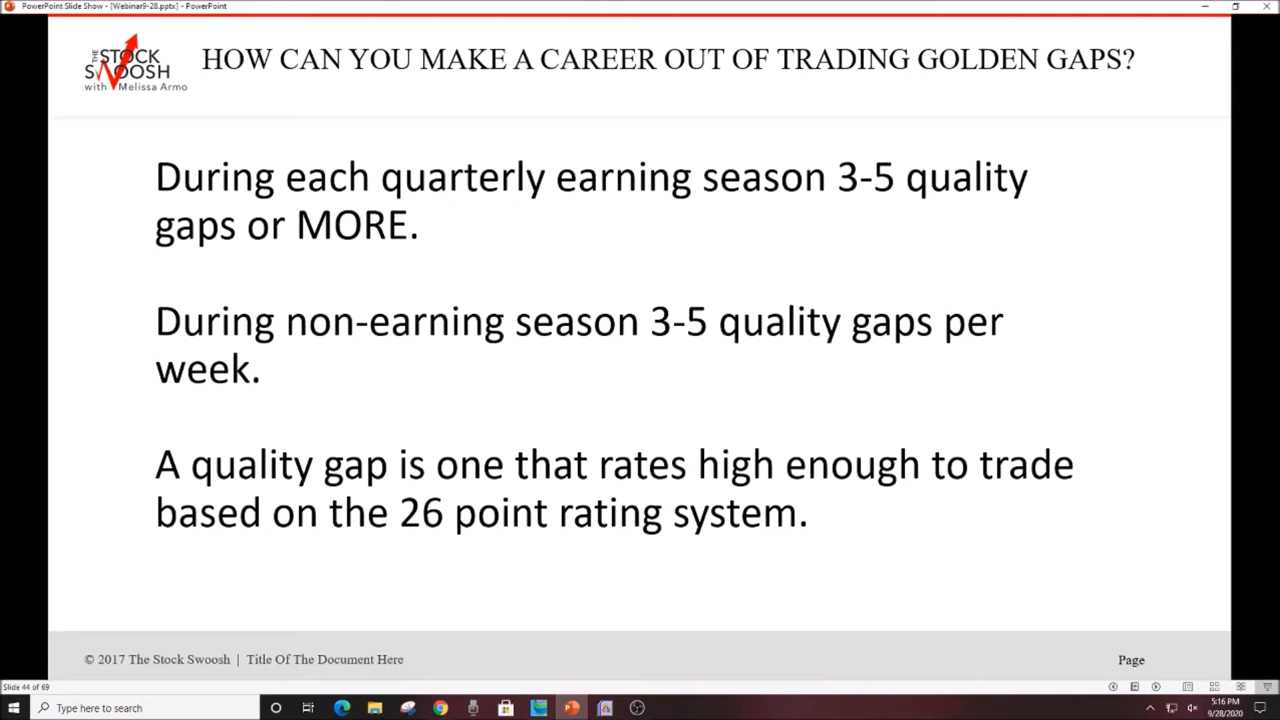 PowerPoint Slide Show - [Webinar9-28.pptx] - PowerPoint
THE
STOCK
SWOOSH
with Melissa Armo
HOW CAN YOU MAKE A CAREER OUT OF TRADING GOLDEN GAPS?
During each quarterly earning season 3-5 quality
gaps or MORE.
During non-earning season 3-5 quality gaps per
week.
A quality gap is one that rates high enough to trade
based on the 26 point rating system.
© 2017 The Stock Swoosh | Title Of The Document Here
Page
Slide 44 of 69
Type here to search
5:16 PM
9/28/2020